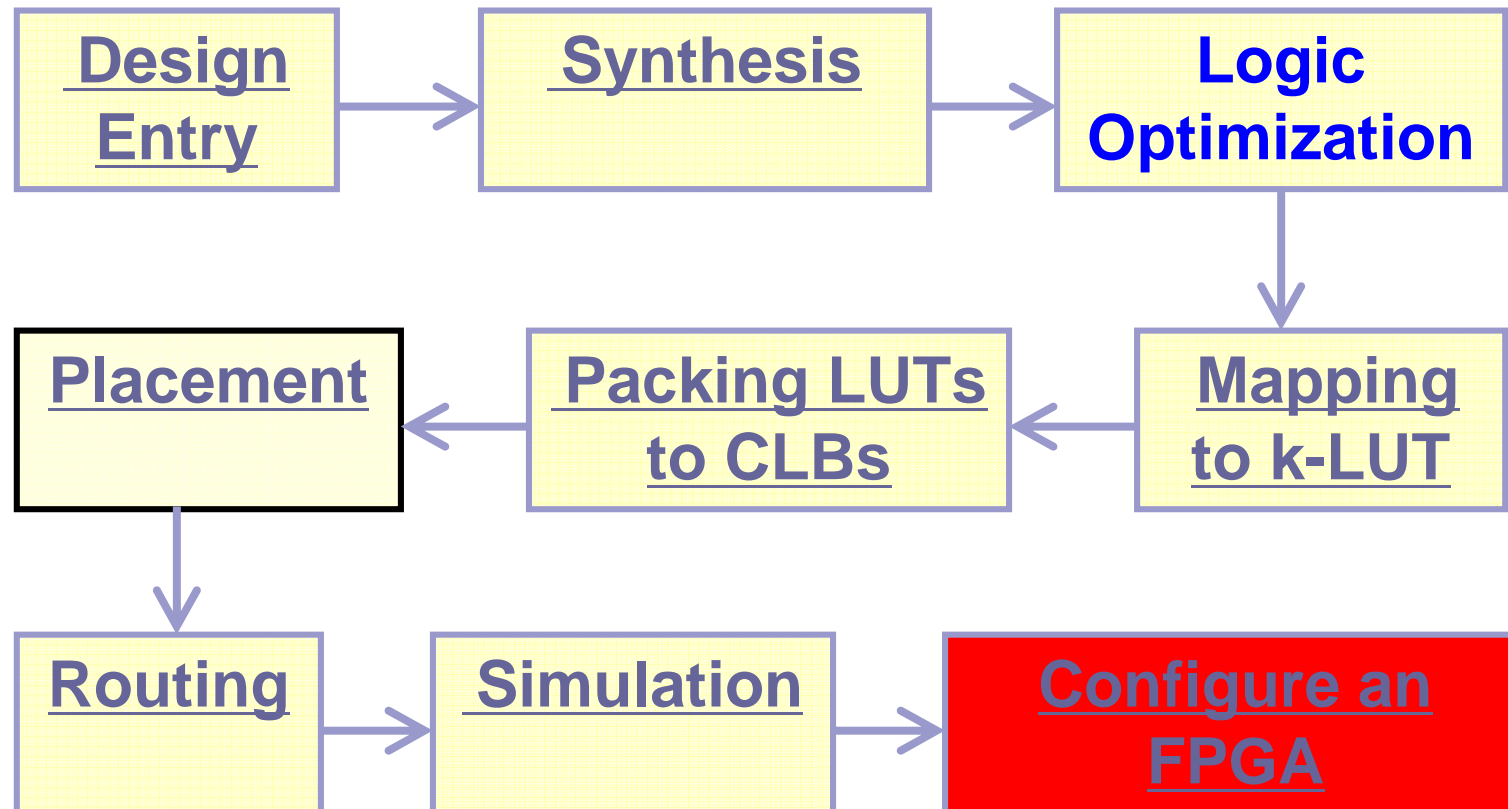 Design
Entry
Synthesis
Logic
Optimization
Mapping
to k-LUT
Packing LUTs
to CLBs
Placement
Routing
Simulation
Configure an
FPGA